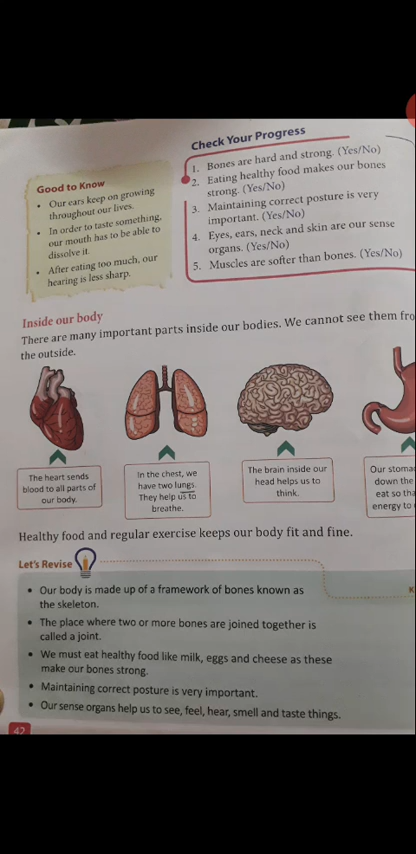 Good to Know
• Our ears keep on growing
throughout our lives.
• In order to taste something,
our mouth has to be able to
dissolve it.
• After eating too much, our
hearing is less sharp.
Check Your Progress
1. Bones are hard and strong. (Yes/No)
2. Eating healthy food makes our bones
strong. (Yes/No)
3. Maintaining correct posture is very
important. (Yes/No)
4. Eyes, ears, neck and skin are our sense
organs. (Yes/No)
5. Muscles are softer than bones. (Yes/No)
Inside our body
There are many important parts inside our bodies. We cannot see them fro
the outside.
The heart sends
blood to all parts of
our body.
In the chest, we
have two lungs.
They help us to
breathe.
The brain inside our
head helps us to
think.
Our stoma
down the
eat so tha
energy to
Healthy food and regular exercise keeps our body fit and fine.
Let's Revise
• Our body is made up of a framework of bones known as
the skeleton.
• The place where two or more bones are joined together is
called a joint.
• We must eat healthy food like milk, eggs and cheese as these
make our bones strong.
• Maintaining correct posture is very important.
• Our sense organs help us to see, feel, hear, smell and taste things.
K
42